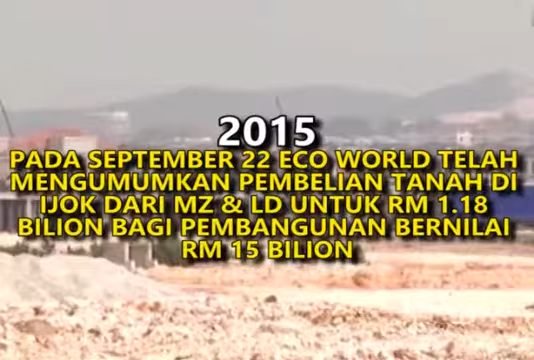 2015
PADA SEPTEMBER 22 ECO WORLD TELAH
MENGUMUMKAN PEMBELIAN TANAH DI
IJOK DARI MZ & LD UNTUK RM 1.18
BILION BAGI PEMBANGUNAN BERNILAI
RM 15 BILION